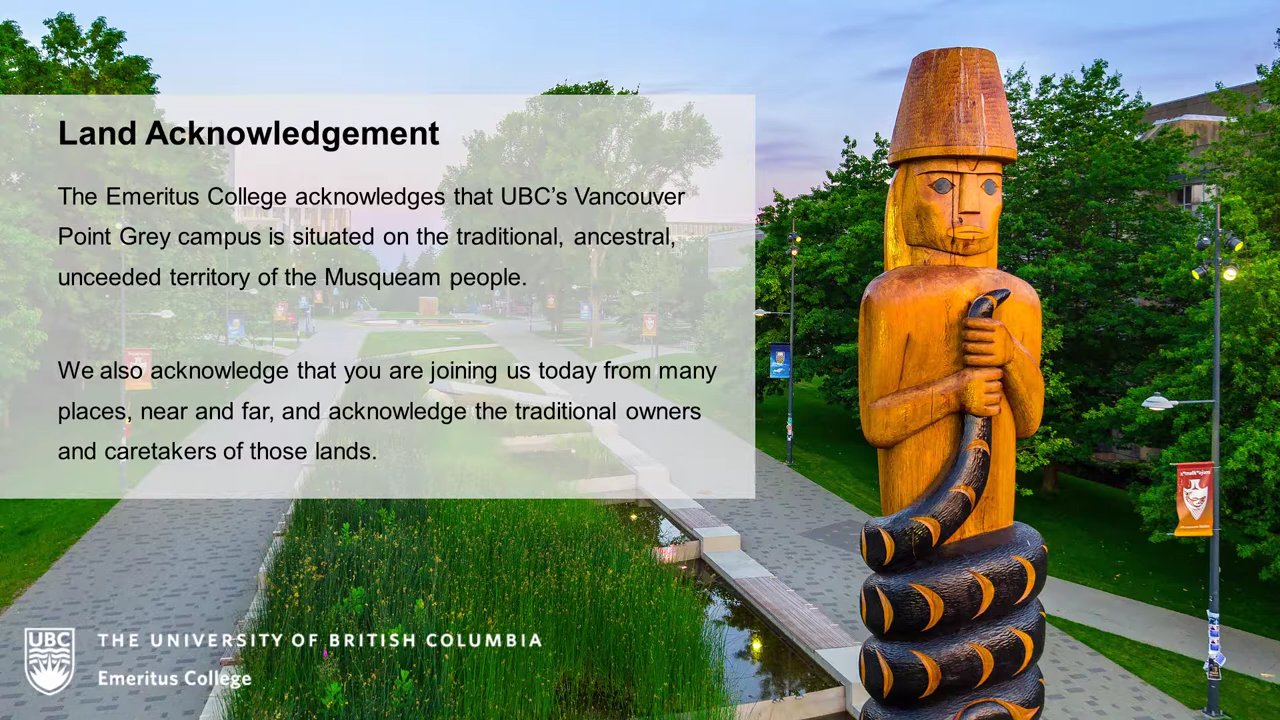 Land Acknowledgement
The Emeritus College acknowledges that UBC’s Vancouver
Point Grey campus is situated on the traditional, ancestral,
unceeded territory of the Musqueam people.
We also acknowledge that you are joining us today from many
places, near and far, and acknowledge the traditional owners
and caretakers of those lands.
UBC
THE UNIVERSITY OF BRITISH COLUMBIA
Emeritus College